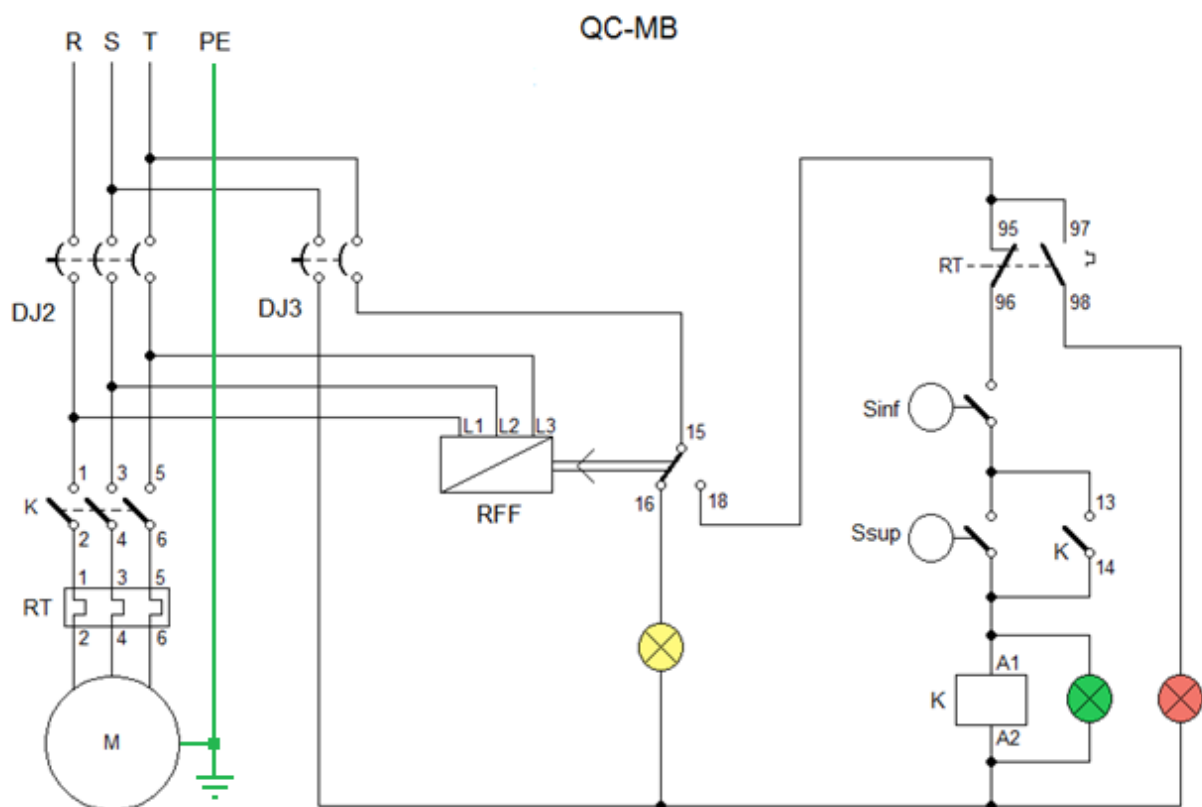 QC-MB
R S T PE
95 97
RT
DJ2 DJ3
96 98
Sinf
L1 L2 L3 15
1 3 5
16 18
K RFF 13
2 4 6
Ssup K
14
1 3 5
RT
2 4 6
A1
K
M
A2